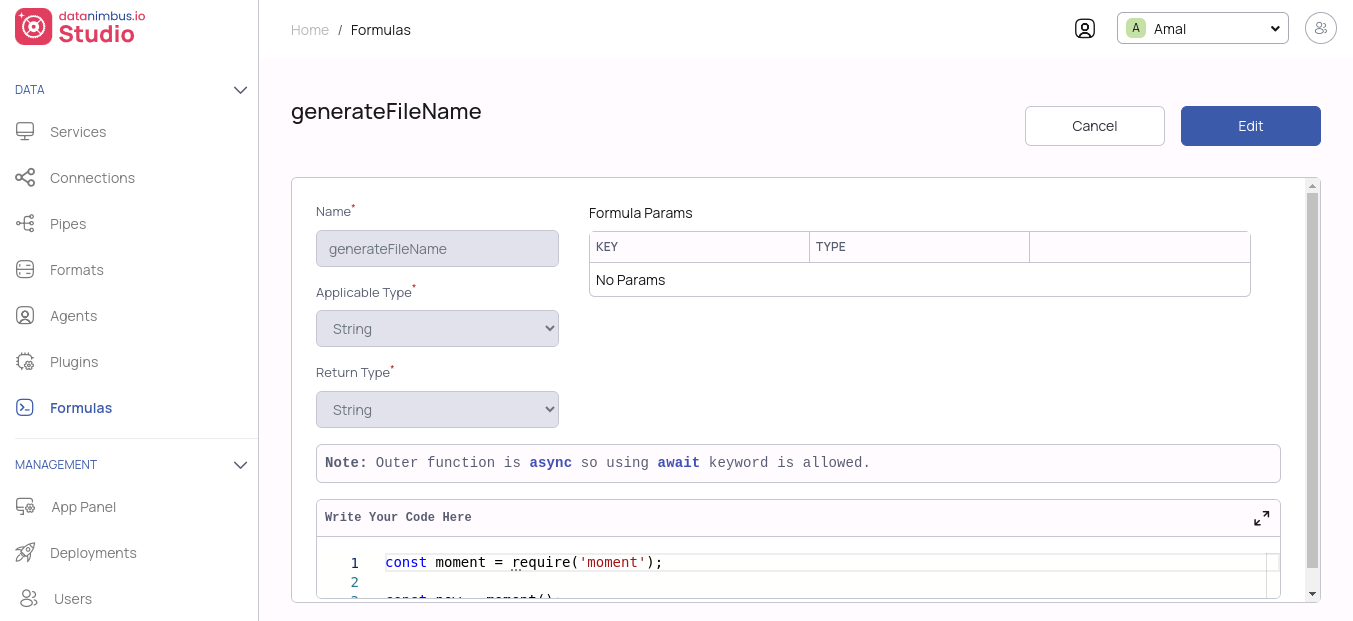 datanimbus.io
Studio
DATA
Services
Connections
Pipes
Formats
Agents
Plugins
Formulas
MANAGEMENT
App Panel
Deployments
Users
Home / Formulas
A Amal
generateFileName
Cancel
Edit
Name*
generateFileName
Applicable Type*
String
Return Type*
String
Formula Params
KEY TYPE
No Params
Note: Outer function is async so using await keyword is allowed.
Write Your Code Here
1 const moment = require('moment');
2